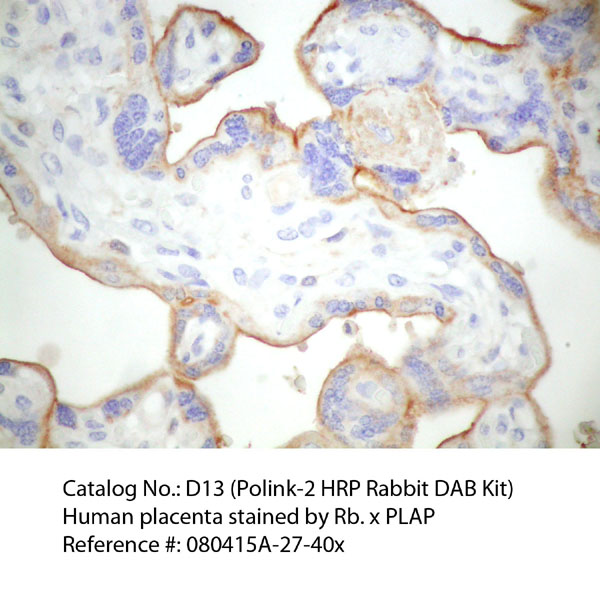 Catalog No.: D13 (Polink-2 HRP Rabbit DAB Kit)
Human placenta stained by Rb. x PLAP
Reference #: 080415A-27-40x